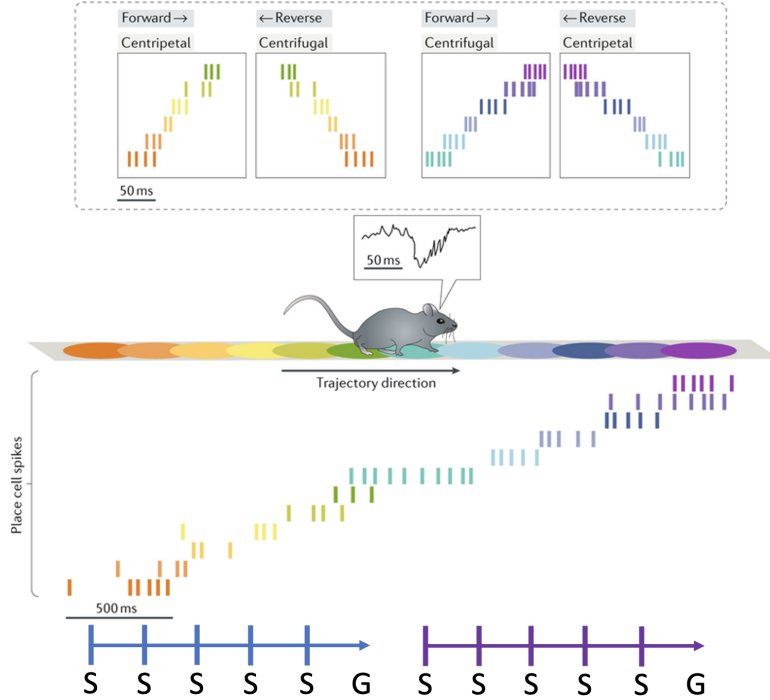 Forward → ← Reverse Forward → ← Reverse
Centripetal Centrifugal Centrifugal Centripetal
50 ms
50 ms
Trajectory direction
Place cell spikes
500 ms
S S S S S G S S S S S G